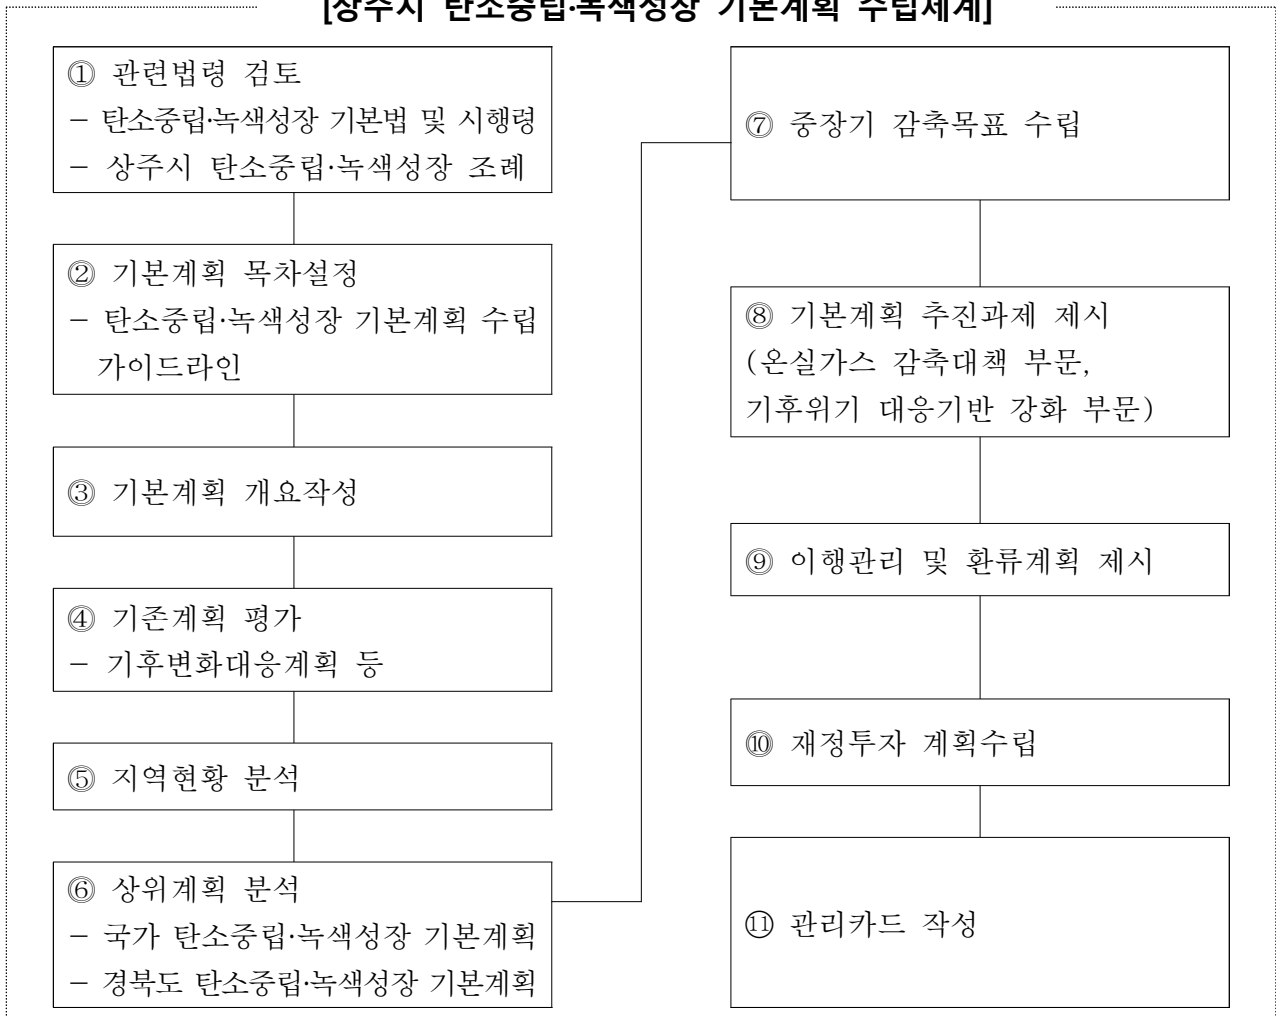 [상주시 탄소중립·녹색성장 기본계획 수립체계]
① 관련법령 검토
- 탄소중립·녹색성장 기본법 및 시행령
- 상주시 탄소중립·녹색성장 조례
② 기본계획 목차설정
- 탄소중립·녹색성장 기본계획 수립
가이드라인
③ 기본계획 개요작성
④ 기존계획 평가
- 기후변화대응계획 등
⑤ 지역현황 분석
⑥ 상위계획 분석
- 국가 탄소중립·녹색성장 기본계획
- 경북도 탄소중립·녹색성장 기본계획
⑦ 중장기 감축목표 수립
⑧ 기본계획 추진과제 제시
(온실가스 감축대책 부문,
기후위기 대응기반 강화 부문)
⑨ 이행관리 및 환류계획 제시
⑩ 재정투자 계획수립
⑪ 관리카드 작성